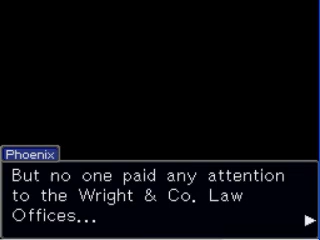 Phoenix
But no one paid any attention
to the Wright & Co. Law
Offices...